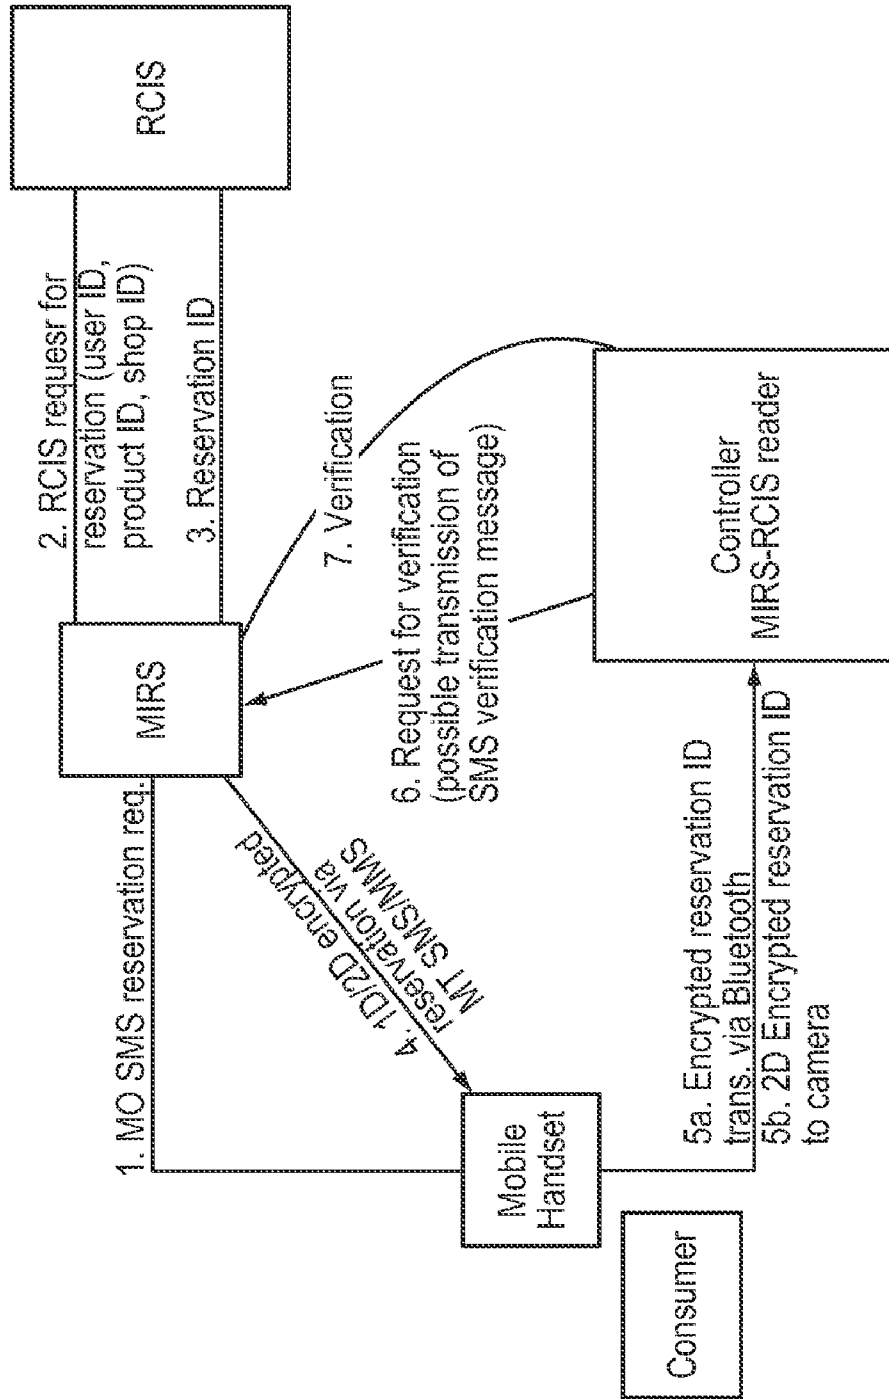 1. MO SMS reservation req.
MIRS
2. RCIS requesr for
reservation (user ID,
product ID, shop ID)
3. Reservation ID
RCIS
4. 1D/2D encrypted
reservation via
MT SMS/MMS
7. Verification
6. Request for verification
(possible transmission of
SMS verification message)
Mobile
Handset
Consumer
5a. Encrypted reservation ID
trans. via Bluetooth
5b. 2D Encrypted reservation ID
to camera
Controller
MIRS-RCIS reader